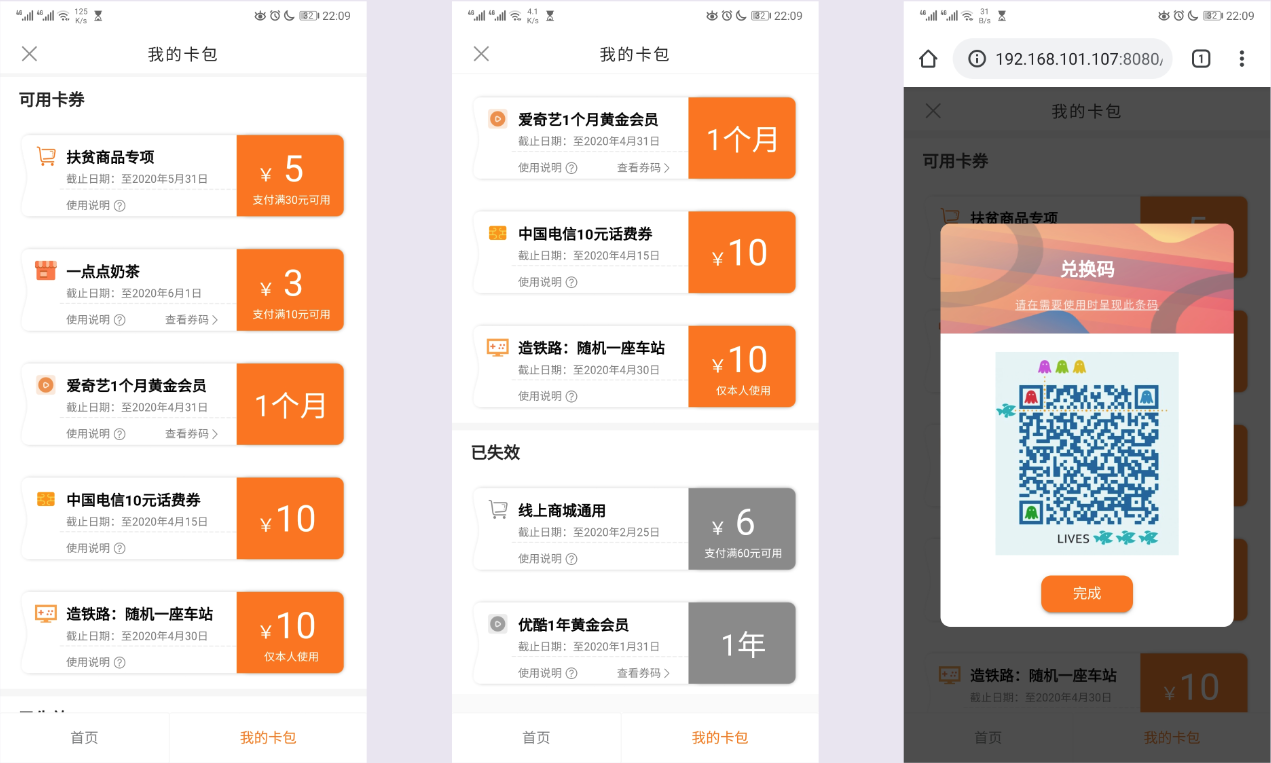 125
K/s
82
22:09
我的卡包
可用卡券
扶贫商品专项
截止日期：至2020年5月31日
使用说明
¥ 5
支付满30元可用
一点点奶茶
截止日期：至2020年6月1日
使用说明
查看券码
¥ 3
支付满10元可用
爱奇艺1个月黄金会员
截止日期：至2020年4月31日
使用说明
查看券码
1个月
中国电信10元话费券
截止日期：至2020年4月15日
使用说明
¥ 10
造铁路：随机一座车站
截止日期：至2020年4月30日
使用说明
¥ 10
仅本人使用
首页
我的卡包
4.1
K/s
82
22:09
我的卡包
爱奇艺1个月黄金会员
截止日期：至2020年4月31日
使用说明
查看券码
1个月
中国电信10元话费券
截止日期：至2020年4月15日
使用说明
¥ 10
造铁路：随机一座车站
截止日期：至2020年4月30日
使用说明
¥ 10
仅本人使用
已失效
线上商城通用
截止日期：至2020年2月25日
使用说明
¥ 6
支付满60元可用
优酷1年黄金会员
截止日期：至2020年1月31日
使用说明
查看券码
1年
首页
我的卡包
31
B/s
82
22:09
192.168.101.107:8080/
1
我的卡包
可用卡券
扶贫商品专项
兑换码
请在需要使用时呈现此条码
LIVES
完成
造铁路：随机一座车站
截止日期：至2020年4月30日
¥ 10
首页
我的卡包